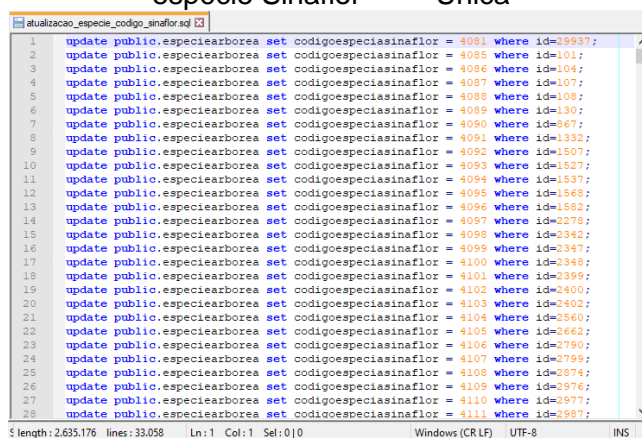 especie Sinaflor Única
atualizacao_especie_codigo_sinaflor.sql
1 update public.especiearborea set codigoespeciasinaflor = 4081 where id=29937;
2 update public.especiearborea set codigoespeciasinaflor = 4085 where id=101;
3 update public.especiearborea set codigoespeciasinaflor = 4086 where id=104;
4 update public.especiearborea set codigoespeciasinaflor = 4087 where id=107;
5 update public.especiearborea set codigoespeciasinaflor = 4088 where id=108;
6 update public.especiearborea set codigoespeciasinaflor = 4089 where id=130;
7 update public.especiearborea set codigoespeciasinaflor = 4090 where id=867;
8 update public.especiearborea set codigoespeciasinaflor = 4091 where id=1332;
9 update public.especiearborea set codigoespeciasinaflor = 4092 where id=1507;
10 update public.especiearborea set codigoespeciasinaflor = 4093 where id=1527;
11 update public.especiearborea set codigoespeciasinaflor = 4094 where id=1537;
12 update public.especiearborea set codigoespeciasinaflor = 4095 where id=1568;
13 update public.especiearborea set codigoespeciasinaflor = 4096 where id=1582;
14 update public.especiearborea set codigoespeciasinaflor = 4097 where id=2278;
15 update public.especiearborea set codigoespeciasinaflor = 4098 where id=2342;
16 update public.especiearborea set codigoespeciasinaflor = 4099 where id=2347;
17 update public.especiearborea set codigoespeciasinaflor = 4100 where id=2348;
18 update public.especiearborea set codigoespeciasinaflor = 4101 where id=2399;
19 update public.especiearborea set codigoespeciasinaflor = 4102 where id=2400;
20 update public.especiearborea set codigoespeciasinaflor = 4103 where id=2402;
21 update public.especiearborea set codigoespeciasinaflor = 4104 where id=2560;
22 update public.especiearborea set codigoespeciasinaflor = 4105 where id=2662;
23 update public.especiearborea set codigoespeciasinaflor = 4106 where id=2790;
24 update public.especiearborea set codigoespeciasinaflor = 4107 where id=2799;
25 update public.especiearborea set codigoespeciasinaflor = 4108 where id=2874;
26 update public.especiearborea set codigoespeciasinaflor = 4109 where id=2976;
27 update public.especiearborea set codigoespeciasinaflor = 4110 where id=2977;
28 update public.especiearborea set codigoespeciasinaflor = 4111 where id=2987;
S length : 2.635.176 lines : 33.058 Ln : 1 Col : 1 Sel : 0 | 0 Windows (CR LF) UTF-8 INS